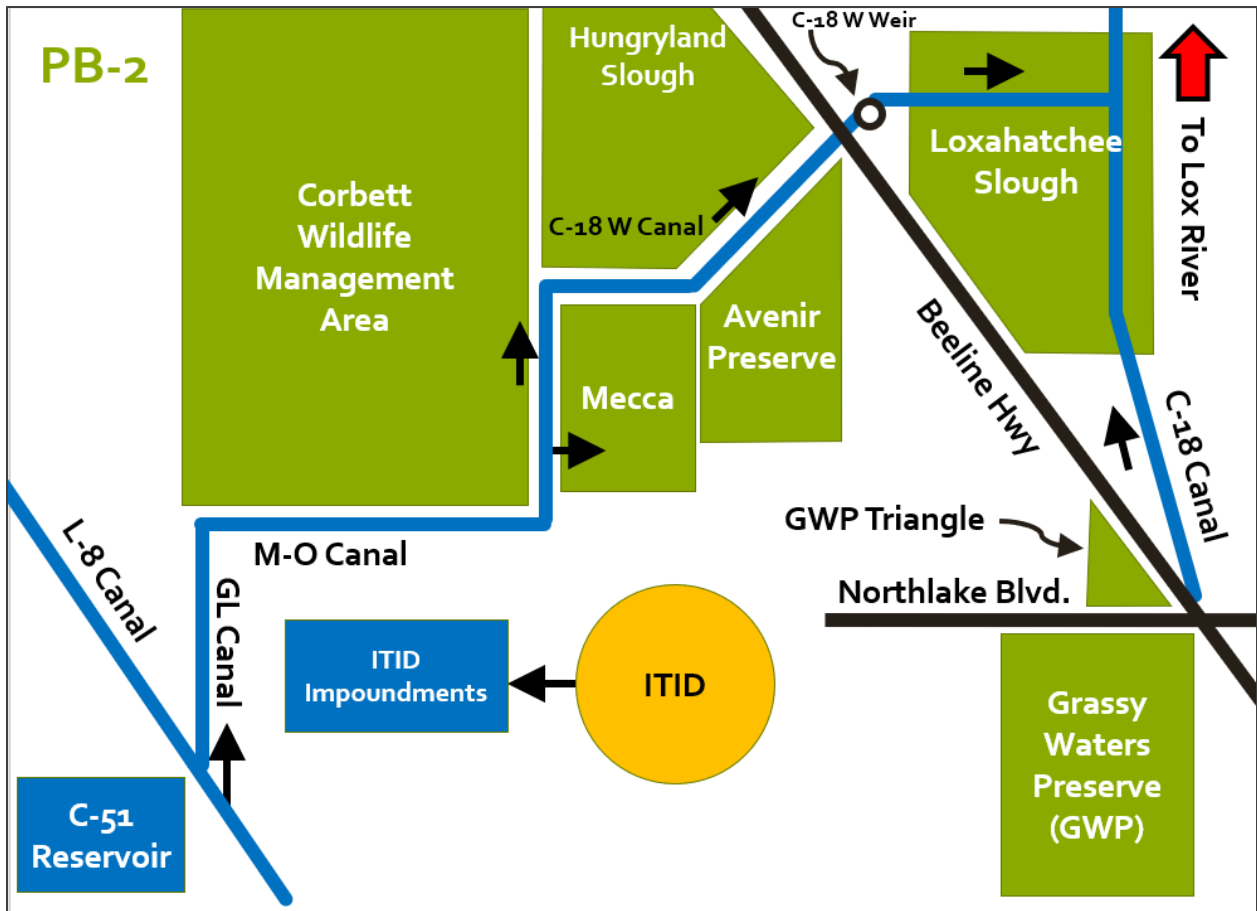 PB-2
Hungryland
Slough
C-18 W Weir
Loxahatchee
Slough
To Lox River
Corbett
Wildlife
Management
Area
C-18 W Canal
Avenir
Preserve
Mecca
Beeline Hwy
C-18 Canal
GWP Triangle
Northlake Blvd.
L-8 Canal
M-O Canal
GL Canal
ITID
Impoundments
ITID
Grassy
Waters
Preserve
(GWP)
C-51
Reservoir